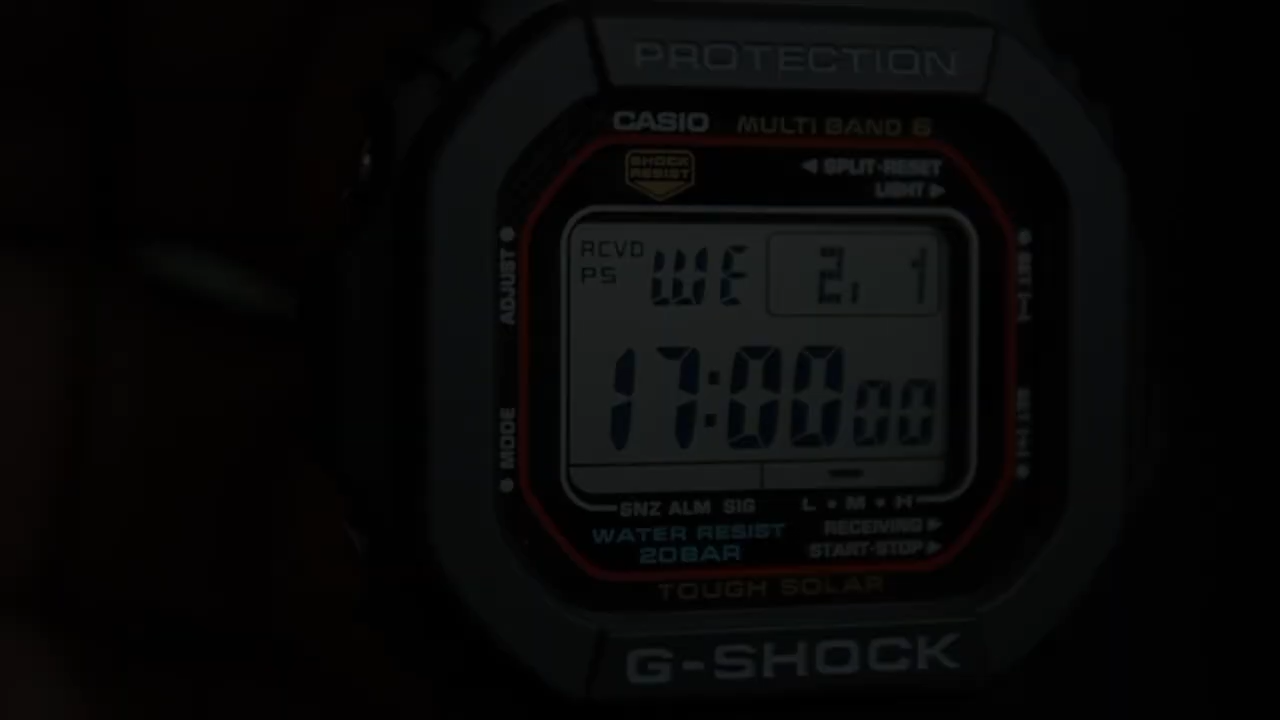 PROTECTION
CASIO MULTI BAND 6
SHOCK RESIST
◀ SPLIT·RESET
LIGHT ▶
ADJUST
RCVD
PS
WE 2, 1
17:00 00
MODE
SNZ ALM SIG L • M • H
WATER RESIST
20BAR
RECEIVING ▶
START·STOP ▶
TOUGH SOLAR
G-SHOCK